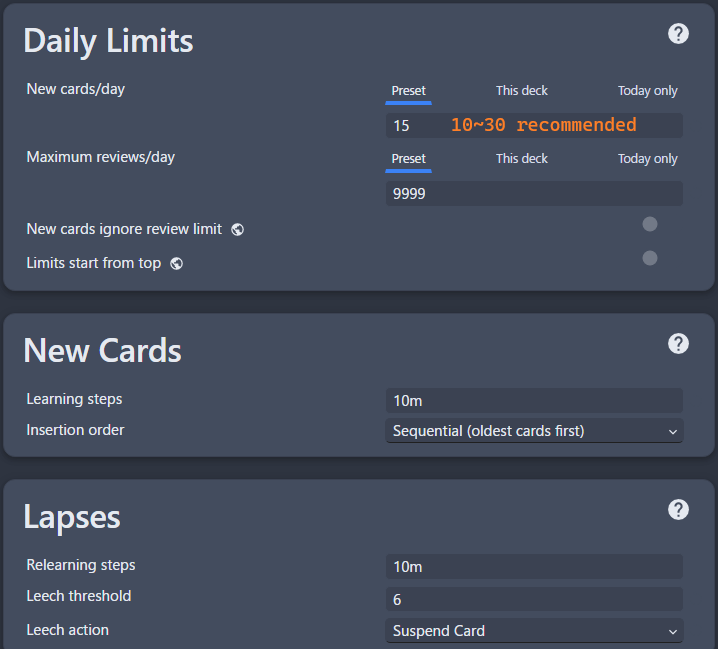 Daily Limits
New cards/day
Preset This deck Today only
15 10~30 recommended
Maximum reviews/day
Preset This deck Today only
9999
New cards ignore review limit
Limits start from top
New Cards
Learning steps 10m
Insertion order Sequential (oldest cards first)
Lapses
Relearning steps 10m
Leech threshold 6
Leech action Suspend Card